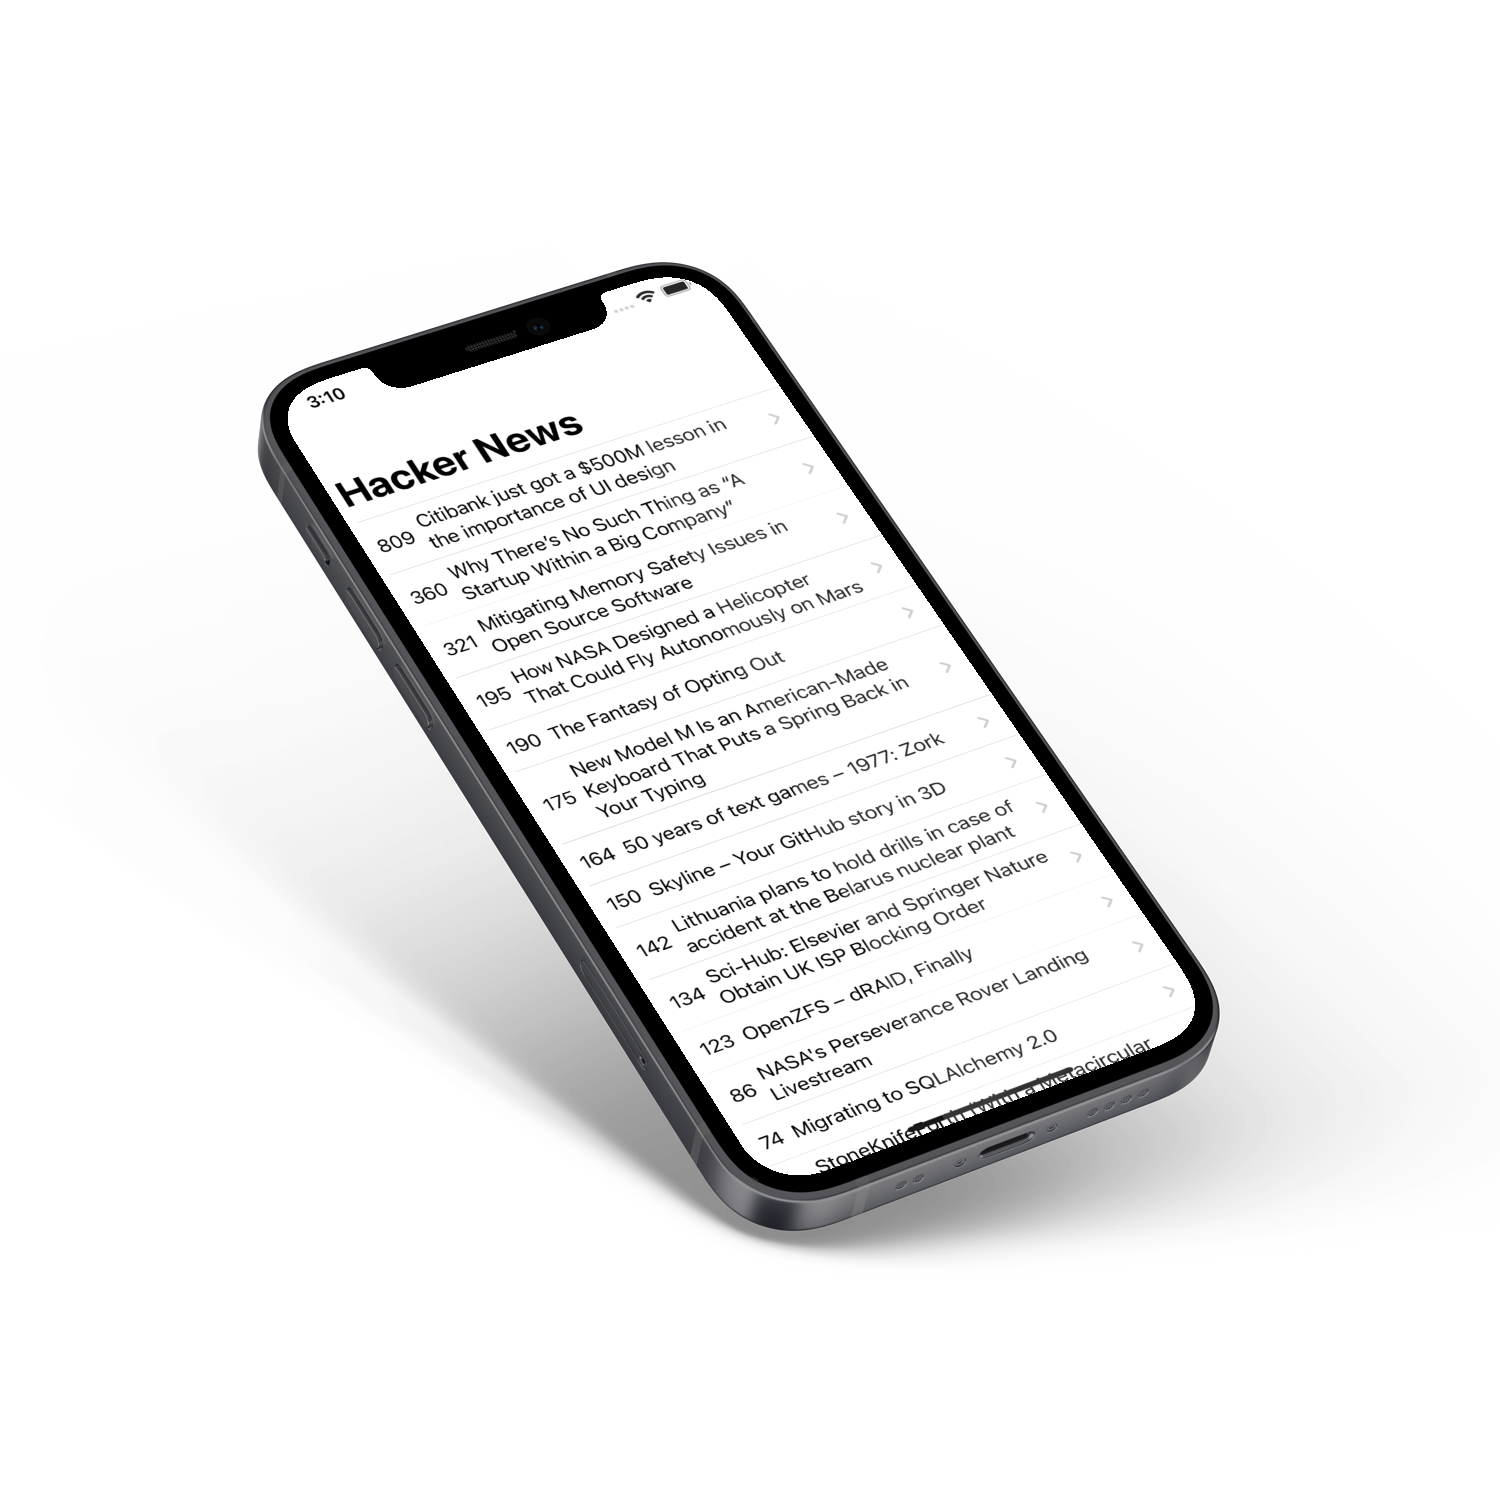 3:10
Hacker News
809
Citibank just got a $500M lesson in
the importance of UI design
360
Why There's No Such Thing as “A
Startup Within a Big Company”
321
Mitigating Memory Safety Issues in
Open Source Software
195
How NASA Designed a Helicopter
That Could Fly Autonomously on Mars
190 The Fantasy of Opting Out
175
New Model M Is an American-Made
Keyboard That Puts a Spring Back in
Your Typing
164 50 years of text games – 1977: Zork
150 Skyline – Your GitHub story in 3D
142
Lithuania plans to hold drills in case of
accident at the Belarus nuclear plant
134
Sci-Hub: Elsevier and Springer Nature
Obtain UK ISP Blocking Order
123 OpenZFS – dRAID, Finally
86
NASA's Perseverance Rover Landing
Livestream
74 Migrating to SQLAlchemy 2.0
StoneKnifeForth (with a Metacircular